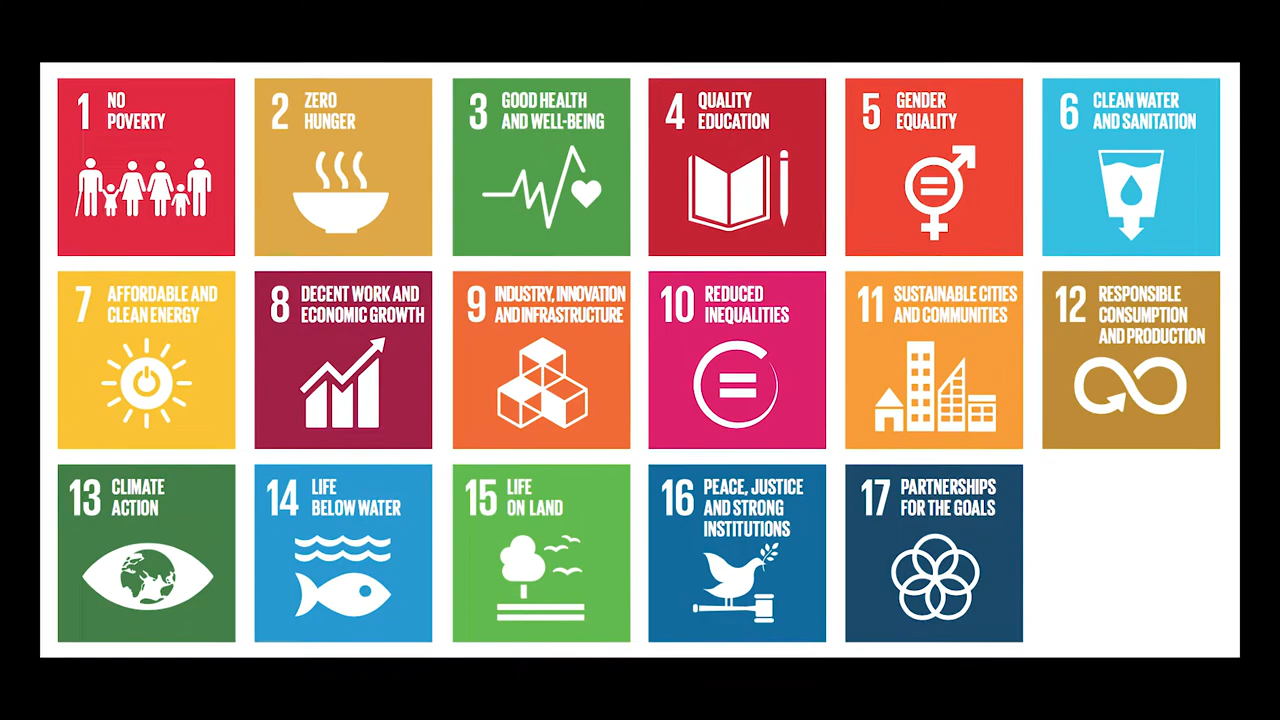 1 NO
POVERTY
2 ZERO
HUNGER
3 GOOD HEALTH
AND WELL-BEING
4 QUALITY
EDUCATION
5 GENDER
EQUALITY
6 CLEAN WATER
AND SANITATION
7 AFFORDABLE AND
CLEAN ENERGY
8 DECENT WORK AND
ECONOMIC GROWTH
9 INDUSTRY, INNOVATION
AND INFRASTRUCTURE
10 REDUCED
INEQUALITIES
11 SUSTAINABLE CITIES
AND COMMUNITIES
12 RESPONSIBLE
CONSUMPTION
AND PRODUCTION
13 CLIMATE
ACTION
14 LIFE
BELOW WATER
15 LIFE
ON LAND
16 PEACE, JUSTICE
AND STRONG
INSTITUTIONS
17 PARTNERSHIPS
FOR THE GOALS